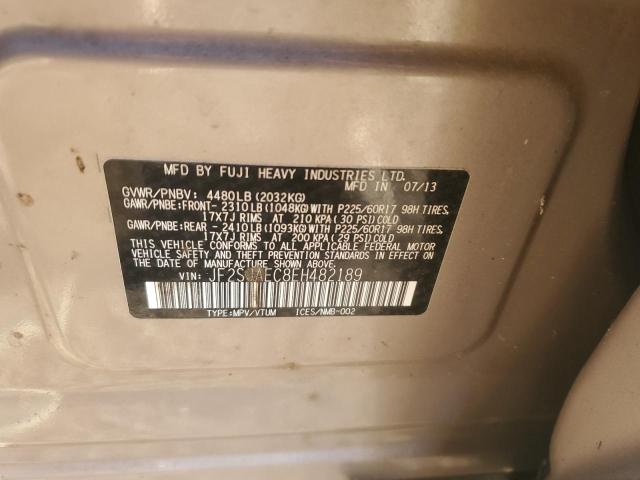 MFD BY FUJI HEAVY INDUSTRIES LTD.
MFD IN 07/13
GVWR/PNBV: 4480LB (2032KG)
GAWR/PNBE:FRONT-2310LB(1048KG)WITH P225/60R17 98H TIRES,
17X7J RIMS AT 210 KPA(30 PSI)COLD
GAWR/PNBE:REAR -2410LB(1093KG)WITH P225/60R17 98H TIRES,
17X7J RIMS AT 200 KPA(29 PSI)COLD
THIS VEHICLE CONFORMS TO ALL APPLICABLE FEDERAL MOTOR
VEHICLE SAFETY STANDARDS IN EFFECT ON THE DATE OF
MANUFACTURE SHOWN ABOVE.
VIN:
TYPE:MPV/VTUM ICES/NMB-002